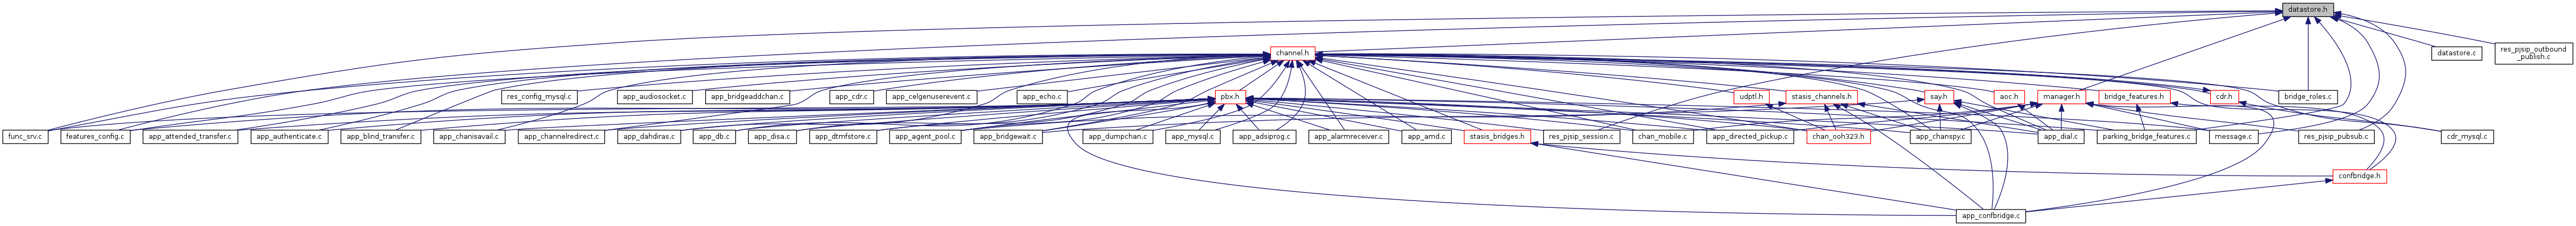 datastore.h
channel.h
datastore.c
res_pjsip_outbound
_publish.c
res_config_mysql.c
app_audiosocket.c
app_bridgeaddchan.c
app_cdr.c
app_celgenuserevent.c
app_echo.c
pbx.h
udptl.h
stasis_channels.h
say.h
aoc.h
manager.h
bridge_features.h
cdr.h
bridge_roles.c
func_srv.c
features_config.c
app_attended_transfer.c
app_authenticate.c
app_blind_transfer.c
app_chanisavail.c
app_channelredirect.c
app_dahdiras.c
app_db.c
app_disa.c
app_dtmfstore.c
app_agent_pool.c
app_bridgewait.c
app_dumpchan.c
app_mysql.c
app_adsiprog.c
app_alarmreceiver.c
app_amd.c
stasis_bridges.h
res_pjsip_session.c
chan_mobile.c
app_directed_pickup.c
chan_ooh323.h
app_chanspy.c
app_dial.c
parking_bridge_features.c
message.c
res_pjsip_pubsub.c
cdr_mysql.c
confbridge.h
app_confbridge.c